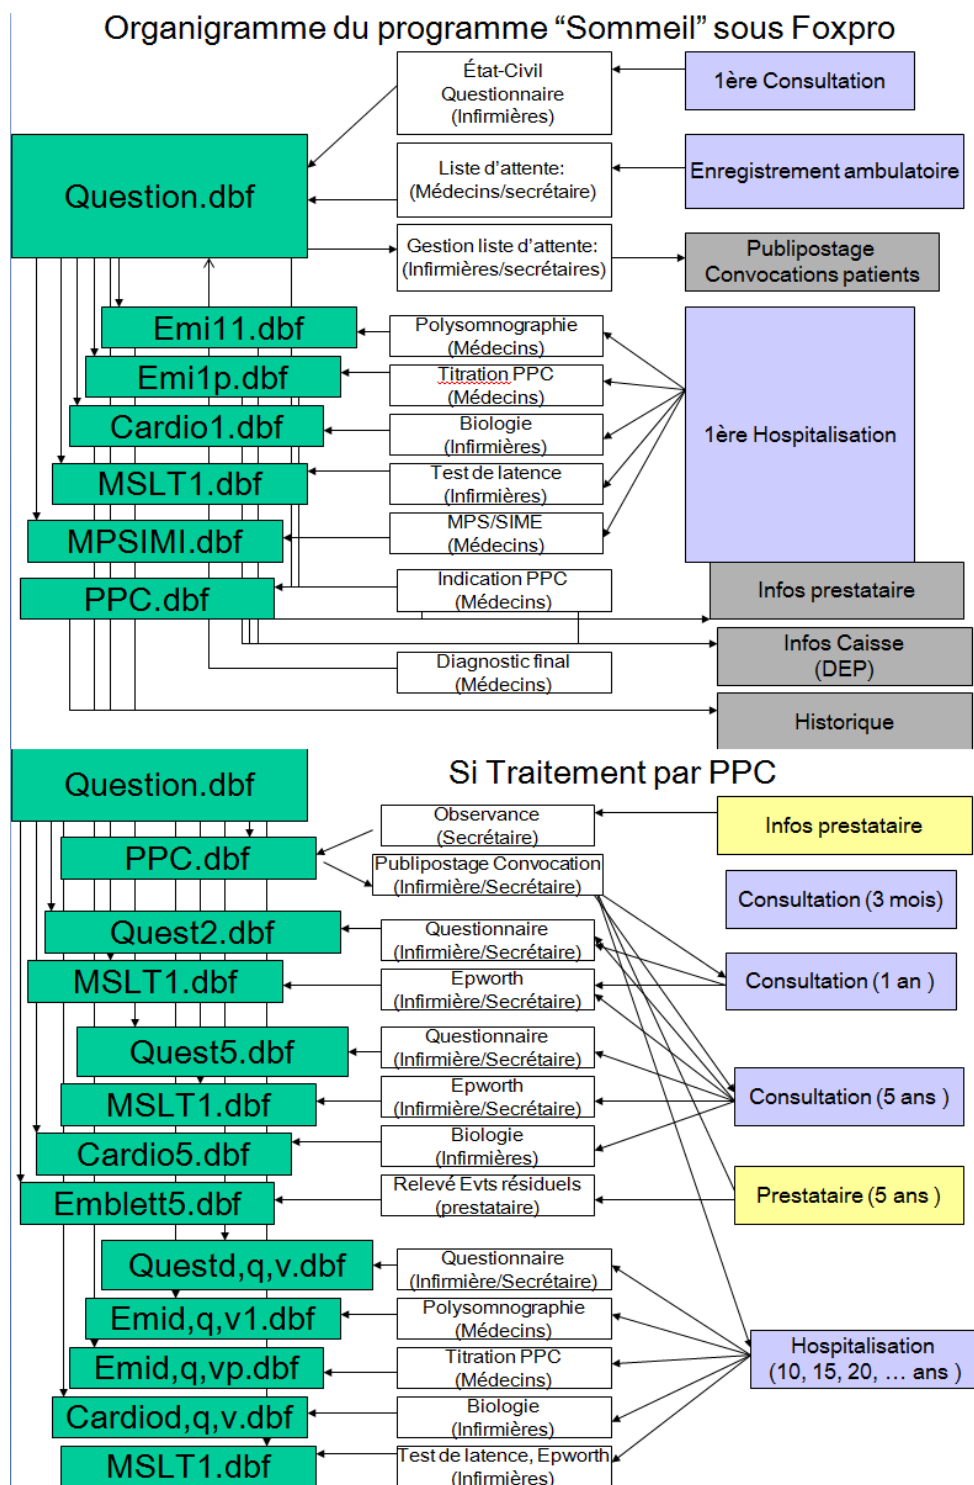 Organigramme du programme “Sommeil” sous Foxpro
État-Civil
Questionnaire
(Infirmières)
1ère Consultation
Question.dbf
Liste d’attente:
(Médecins/secrétaire)
Enregistrement ambulatoire
Gestion liste d’attente:
(Infirmières/secrétaires)
Publipostage
Convocations patients
Emi11.dbf
Polysomnographie
(Médecins)
Emi1p.dbf
Titration PPC
(Médecins)
Cardio1.dbf
Biologie
(Infirmières)
1ère Hospitalisation
MSLT1.dbf
Test de latence
(Infirmières)
MPSIMI.dbf
MPS/SIME
(Médecins)
PPC.dbf
Indication PPC
(Médecins)
Infos prestataire
Diagnostic final
(Médecins)
Infos Caisse
(DEP)
Historique
Question.dbf
Si Traitement par PPC
Observance
(Secrétaire)
Infos prestataire
PPC.dbf
Publipostage Convocation
(Infirmière/Secrétaire)
Consultation (3 mois)
Quest2.dbf
Questionnaire
(Infirmière/Secrétaire)
MSLT1.dbf
Epworth
(Infirmière/Secrétaire)
Consultation (1 an )
Quest5.dbf
Questionnaire
(Infirmière/Secrétaire)
MSLT1.dbf
Epworth
(Infirmière/Secrétaire)
Consultation (5 ans )
Cardio5.dbf
Biologie
(Infirmières)
Emblett5.dbf
Relevé Evts résiduels
(prestataire)
Prestataire (5 ans )
Questd,q,v.dbf
Questionnaire
(Infirmière/Secrétaire)
Emid,q,v1.dbf
Polysomnographie
(Médecins)
Emid,q,vp.dbf
Titration PPC
(Médecins)
Hospitalisation
(10, 15, 20, … ans )
Cardiod,q,v.dbf
Biologie
(Infirmières)
MSLT1.dbf
Test de latence, Epworth
(Infirmières)